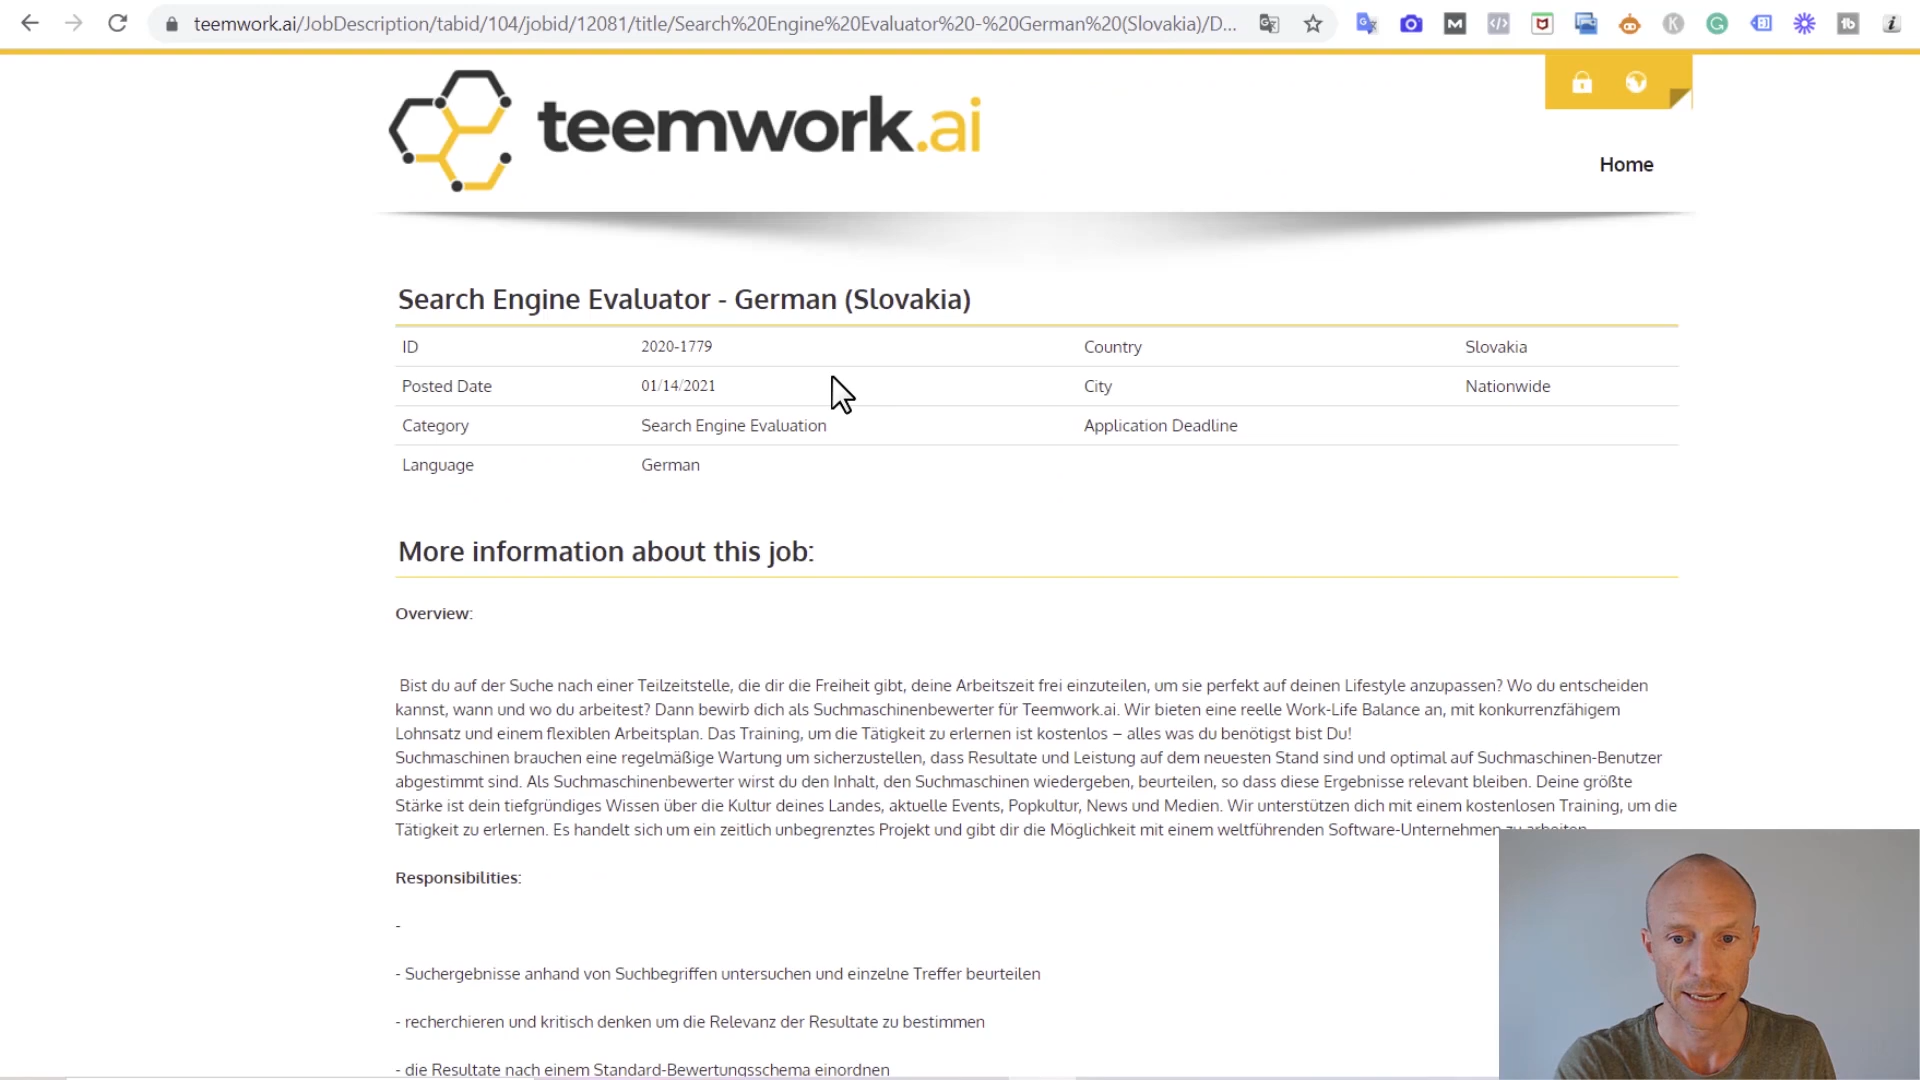 teemwork.ai/JobDescription/tabid/104/jobid/12081/title/Search%20Engine%20Evaluator%20-%20German%20(Slovakia)/D...
teemwork.ai
Home
Search Engine Evaluator - German (Slovakia)
ID 2020-1779 Country Slovakia
Posted Date 01/14/2021 City Nationwide
Category Search Engine Evaluation Application Deadline
Language German
More information about this job:
Overview:
Bist du auf der Suche nach einer Teilzeitstelle, die dir die Freiheit gibt, deine Arbeitszeit frei einzuteilen, um sie perfekt auf deinen Lifestyle anzupassen? Wo du entscheiden
kannst, wann und wo du arbeitest? Dann bewirb dich als Suchmaschinenbewerter für Teemwork.ai. Wir bieten eine reelle Work-Life Balance an, mit konkurrenzfähigem
Lohnsatz und einem flexiblen Arbeitsplan. Das Training, um die Tätigkeit zu erlernen ist kostenlos – alles was du benötigst bist Du!
Suchmaschinen brauchen eine regelmäßige Wartung um sicherzustellen, dass Resultate und Leistung auf dem neuesten Stand sind und optimal auf Suchmaschinen-Benutzer
abgestimmt sind. Als Suchmaschinenbewerter wirst du den Inhalt, den Suchmaschinen wiedergeben, beurteilen, so dass diese Ergebnisse relevant bleiben. Deine größte
Stärke ist dein tiefgründiges Wissen über die Kultur deines Landes, aktuelle Events, Popkultur, News und Medien. Wir unterstützen dich mit einem kostenlosen Training, um die
Tätigkeit zu erlernen. Es handelt sich um ein zeitlich unbegrenztes Projekt und gibt dir die Möglichkeit mit einem weltführenden Software-Unternehmen zu arbeiten.
Responsibilities:
-
- Suchergebnisse anhand von Suchbegriffen untersuchen und einzelne Treffer beurteilen
- recherchieren und kritisch denken um die Relevanz der Resultate zu bestimmen
- die Resultate nach einem Standard-Bewertungsschema einordnen